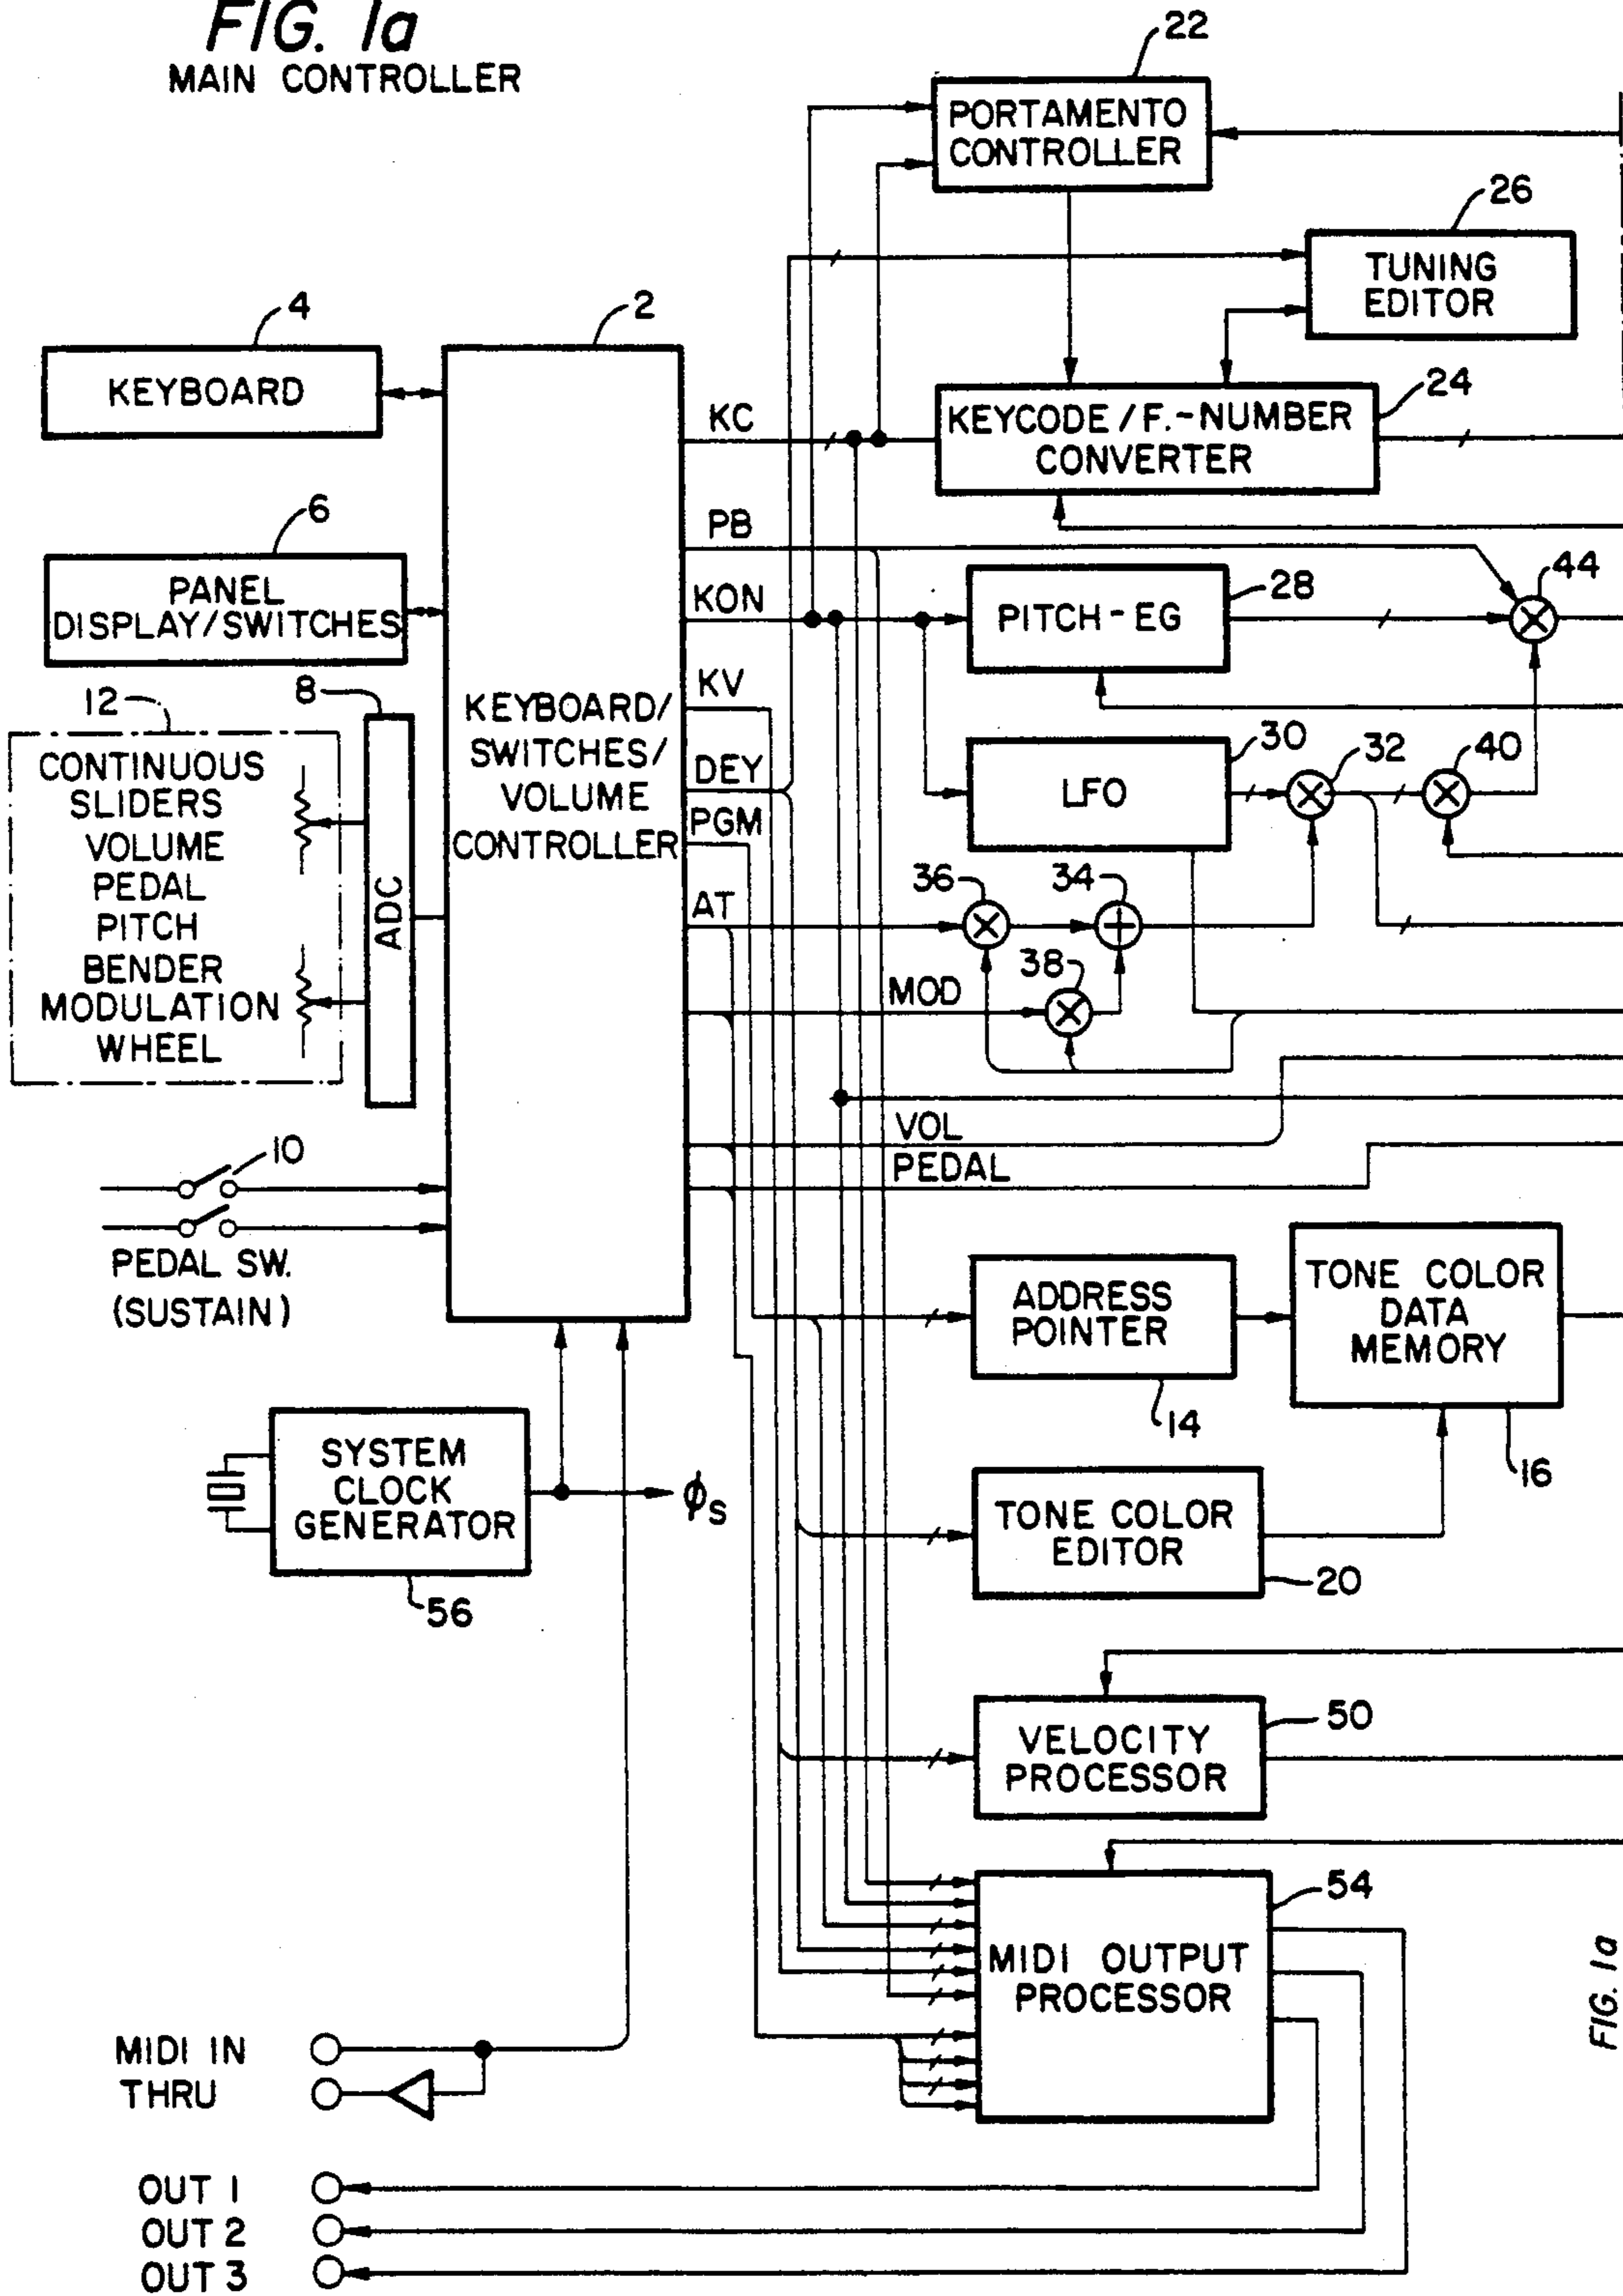 FIG. 1a
MAIN CONTROLLER
22
PORTAMENTO
CONTROLLER
26
TUNING
EDITOR
4
KEYBOARD
2
KC
24
KEYCODE / F.-NUMBER
CONVERTER
6
PANEL
DISPLAY/SWITCHES
PB
44
KON
28
PITCH-EG
12
8
CONTINUOUS
SLIDERS
VOLUME
PEDAL
PITCH
BENDER
MODULATION
WHEEL
ADC
KEYBOARD/
SWITCHES/
VOLUME
CONTROLLER
KV
DEY
PGM
30
LFO
32
40
AT
36
34
38
MOD
10
PEDAL SW.
(SUSTAIN)
VOL
PEDAL
ADDRESS
POINTER
14
TONE COLOR
DATA
MEMORY
16
SYSTEM
CLOCK
GENERATOR
56
ϕS
TONE COLOR
EDITOR
20
VELOCITY
PROCESSOR
50
54
MIDI OUTPUT
PROCESSOR
FIG. 1a
MIDI IN
THRU
OUT 1
OUT 2
OUT 3